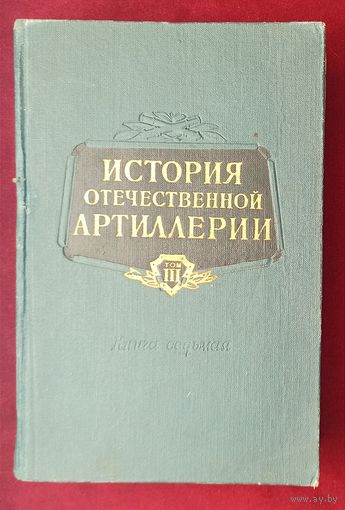 ИСТОРИЯ
ОТЕЧЕСТВЕННОЙ
АРТИЛЛЕРИИ
ТОМ
III
Книга седьмая
www.ay.by